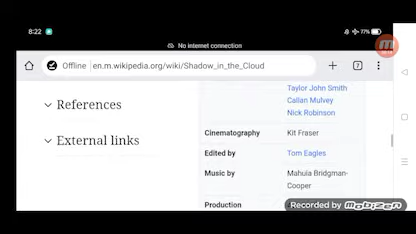 8:22
77%
No internet connection
Offline en.m.wikipedia.org/wiki/Shadow_in_the_Cloud
7
Taylor John Smith
Callan Mulvey
Nick Robinson
References
External links
Cinematography Kit Fraser
Edited by Tom Eagles
Music by Mahuia Bridgman-
Cooper
Production
Recorded by Mobizen